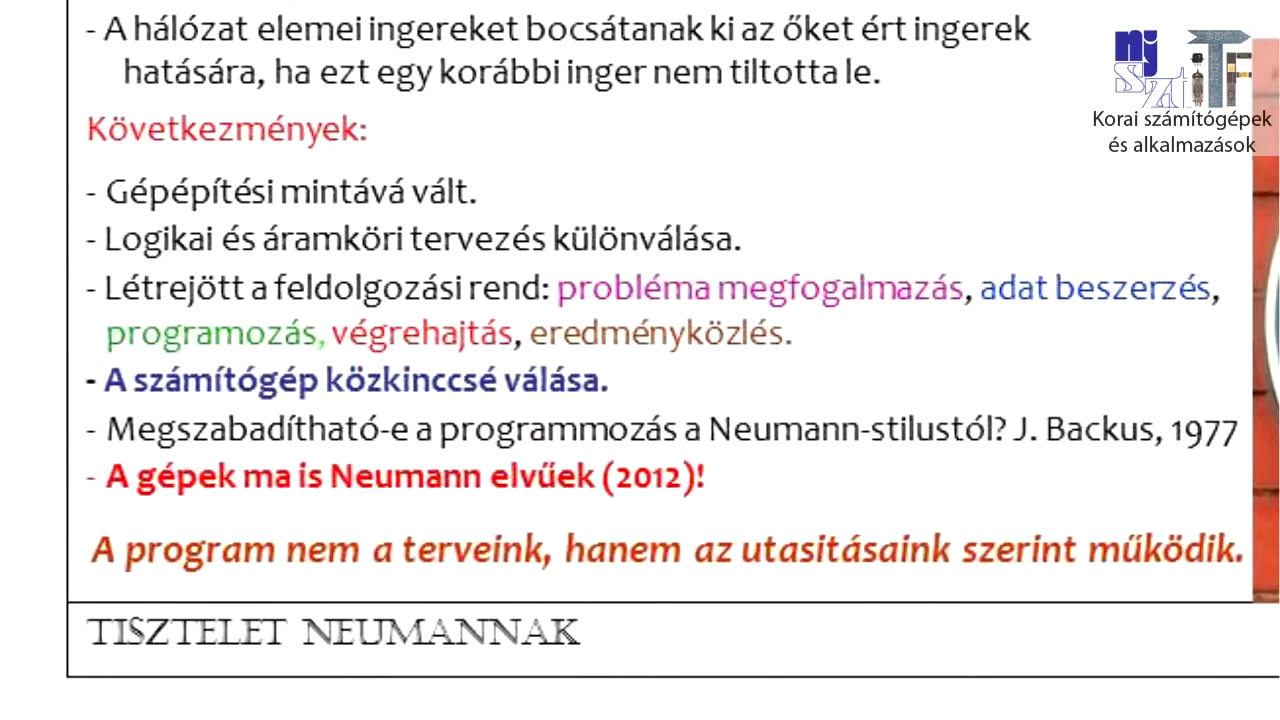 - A hálózat elemei ingereket bocsátanak ki az őket ért ingerek
hatására, ha ezt egy korábbi inger nem tiltotta le.
Következmények:
- Gépépítési mintává vált.
- Logikai és áramköri tervezés különválása.
- Létrejött a feldolgozási rend: probléma megfogalmazás, adat beszerzés,
programozás, végrehajtás, eredményközlés.
- A számítógép közkinccsé válása.
- Megszabadítható-e a programmozás a Neumann-stilustól? J. Backus, 1977
- A gépek ma is Neumann elvűek (2012)!
A program nem a terveink, hanem az utasitásaink szerint működik.
TISZTELET NEUMANNAK
njszt iTF
Korai számítógépek
és alkalmazások